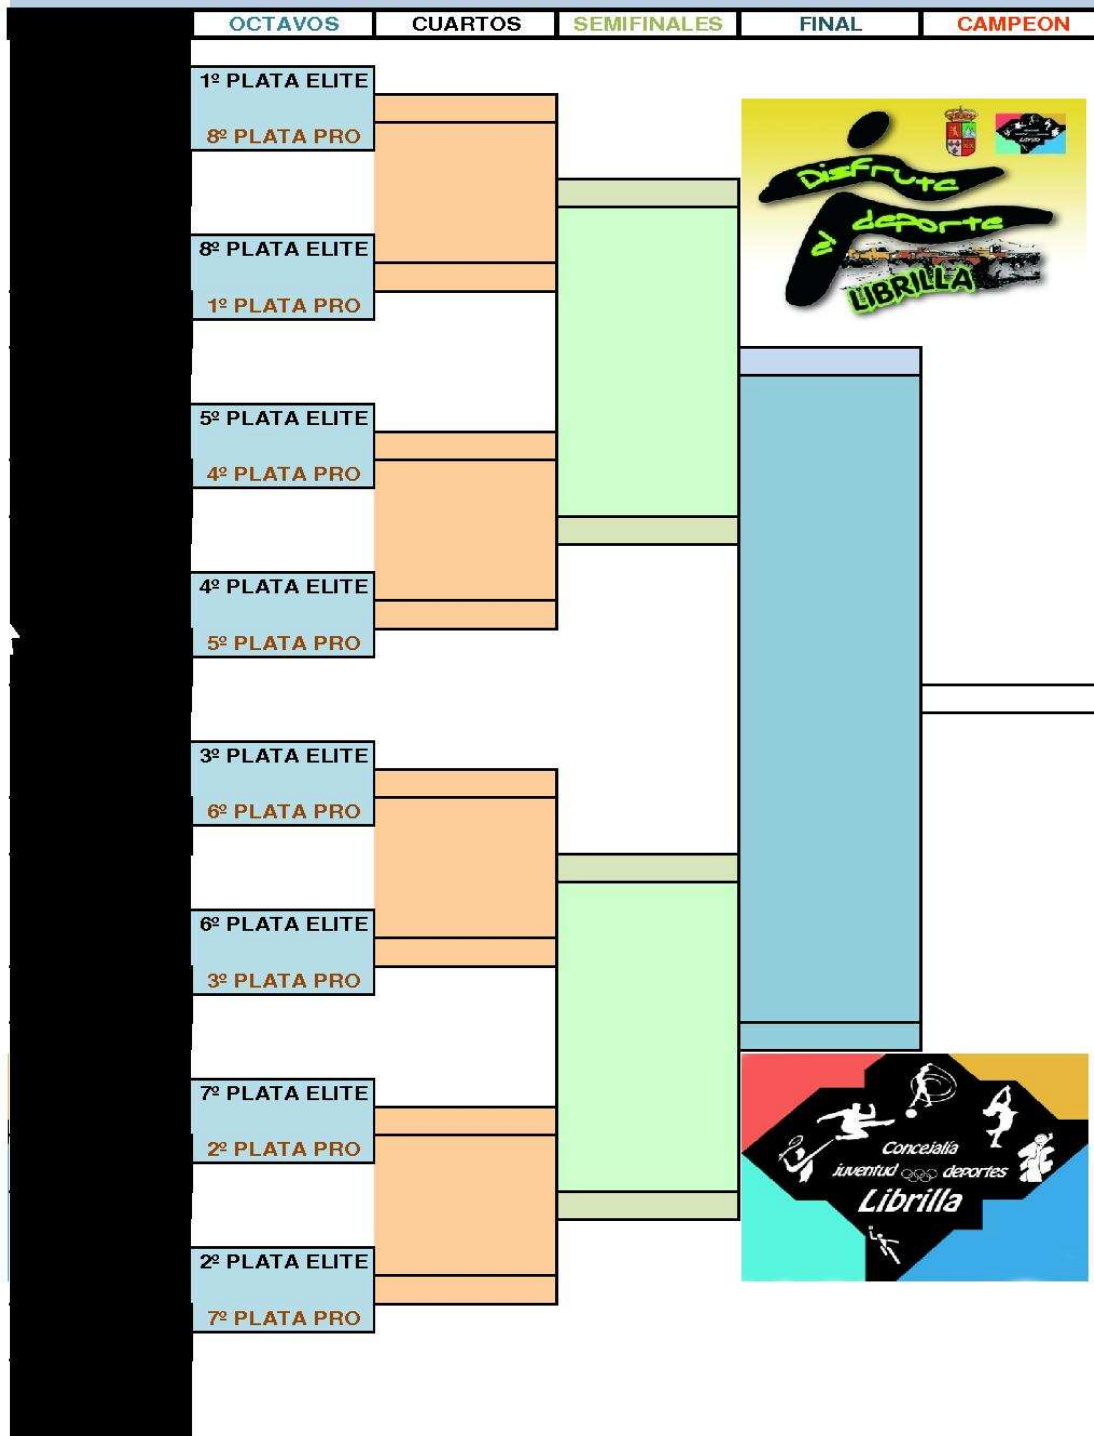 OCTAVOS CUARTOS SEMIFINALES FINAL CAMPEON
1º PLATA ELITE
8º PLATA PRO
8º PLATA ELITE
1º PLATA PRO
5º PLATA ELITE
4º PLATA PRO
4º PLATA ELITE
5º PLATA PRO
3º PLATA ELITE
6º PLATA PRO
6º PLATA ELITE
3º PLATA PRO
7º PLATA ELITE
2º PLATA PRO
2º PLATA ELITE
7º PLATA PRO
Disfruta
el deporte
LIBRILLA
Concejalía
juventud deportes
Librilla